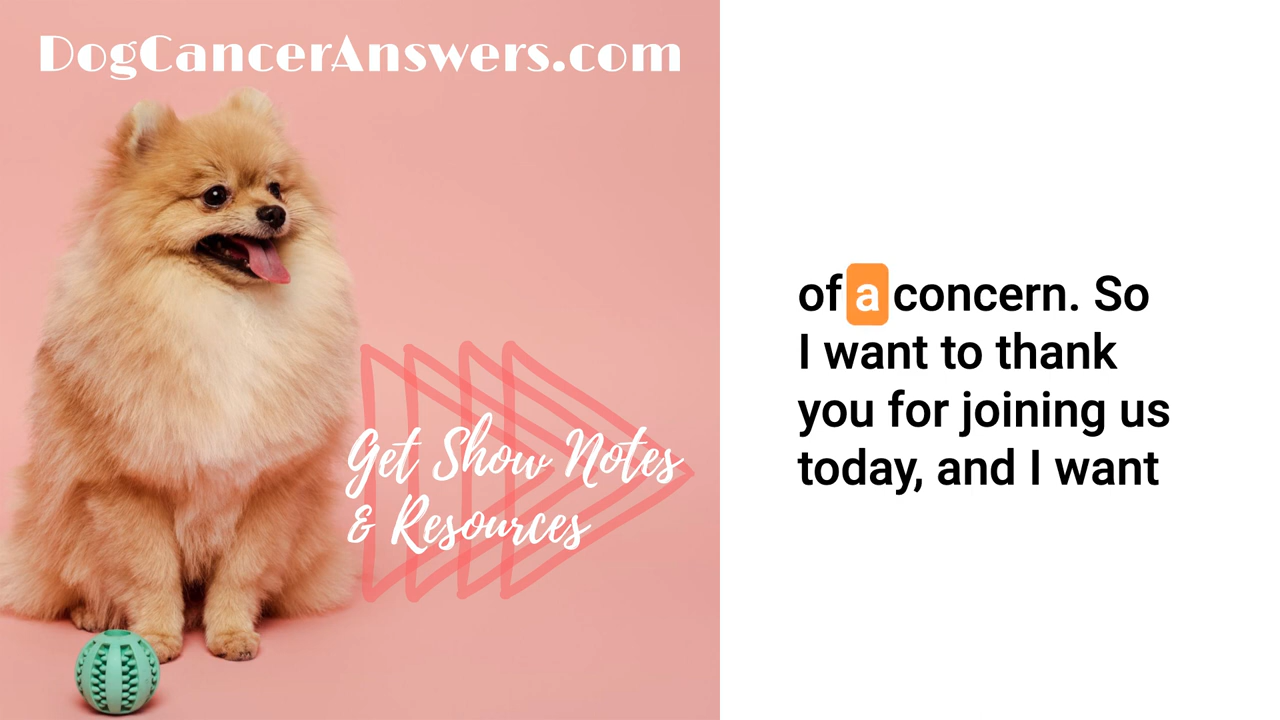 DogCancerAnswers.com
Get Show Notes
& Resources
of a concern. So
I want to thank
you for joining us
today, and I want